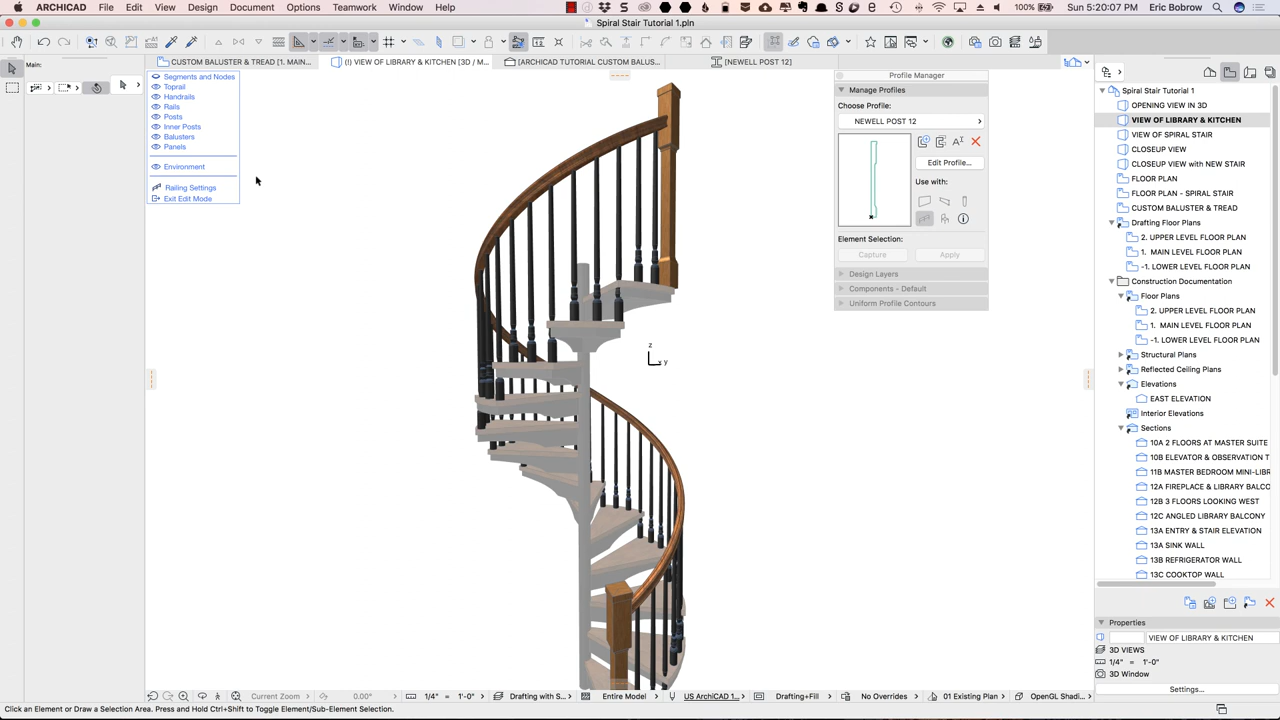 ARCHICAD File Edit View Design Document Options Teamwork Window Help
100% Sun 5:20:07 PM Eric Bobrow
Spiral Stair Tutorial 1.pln
Main:
CUSTOM BALUSTER & TREAD [1. MAIN...
(!) VIEW OF LIBRARY & KITCHEN [3D / M...
[ARCHICAD TUTORIAL CUSTOM BALUS...
[NEWELL POST 12]
Segments and Nodes
Toprail
Handrails
Rails
Posts
Inner Posts
Balusters
Panels
Environment
Railing Settings
Exit Edit Mode
z
x y
Profile Manager
Manage Profiles
Choose Profile:
NEWELL POST 12
Edit Profile...
Use with:
Element Selection:
Capture Apply
Design Layers
Components - Default
Uniform Profile Contours
Spiral Stair Tutorial 1
OPENING VIEW IN 3D
VIEW OF LIBRARY & KITCHEN
VIEW OF SPIRAL STAIR
CLOSEUP VIEW
CLOSEUP VIEW with NEW STAIR
FLOOR PLAN
FLOOR PLAN - SPIRAL STAIR
CUSTOM BALUSTER & TREAD
Drafting Floor Plans
2. UPPER LEVEL FLOOR PLAN
1. MAIN LEVEL FLOOR PLAN
-1. LOWER LEVEL FLOOR PLAN
Construction Documentation
Floor Plans
2. UPPER LEVEL FLOOR PLAN
1. MAIN LEVEL FLOOR PLAN
-1. LOWER LEVEL FLOOR PLAN
Structural Plans
Reflected Ceiling Plans
Elevations
EAST ELEVATION
Interior Elevations
Sections
10A 2 FLOORS AT MASTER SUITE
10B ELEVATOR & OBSERVATION T
11B MASTER BEDROOM MINI-LIBR
12A FIREPLACE & LIBRARY BALCO
12B 3 FLOORS LOOKING WEST
12C ANGLED LIBRARY BALCONY
13A ENTRY & STAIR ELEVATION
13A SINK WALL
13B REFRIGERATOR WALL
13C COOKTOP WALL
Properties
VIEW OF LIBRARY & KITCHEN
3D VIEWS
1/4" = 1'-0"
3D Window
Settings...
Current Zoom 0.00° 1/4" = 1'-0" Drafting with S... Entire Model US ArchiCAD 1... Drafting+Fill No Overrides 01 Existing Plan OpenGL \Shadi...
Click an Element or Draw a Selection Area. Press and Hold Ctrl+Shift to Toggle Element/Sub-Element Selection.